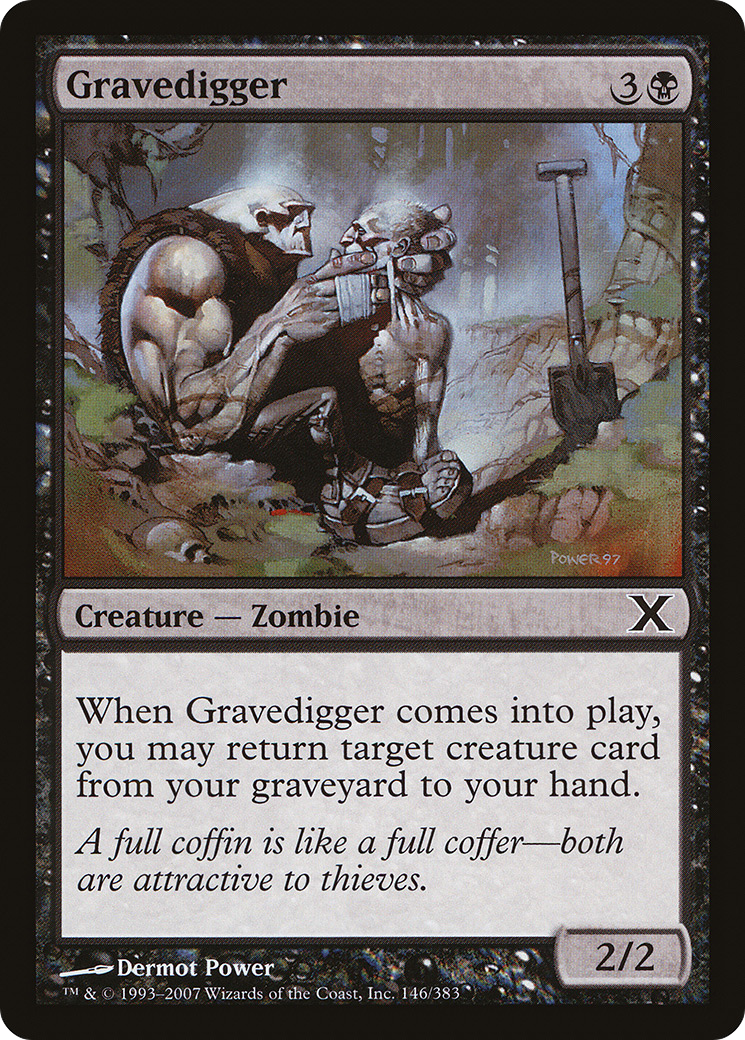 Gravedigger 3
POWER 97
Creature — Zombie X
When Gravedigger comes into play,
you may return target creature card
from your graveyard to your hand.
A full coffin is like a full coffer—both
are attractive to thieves.
2/2
Dermot Power
™ & © 1993–2007 Wizards of the Coast, Inc. 146/383